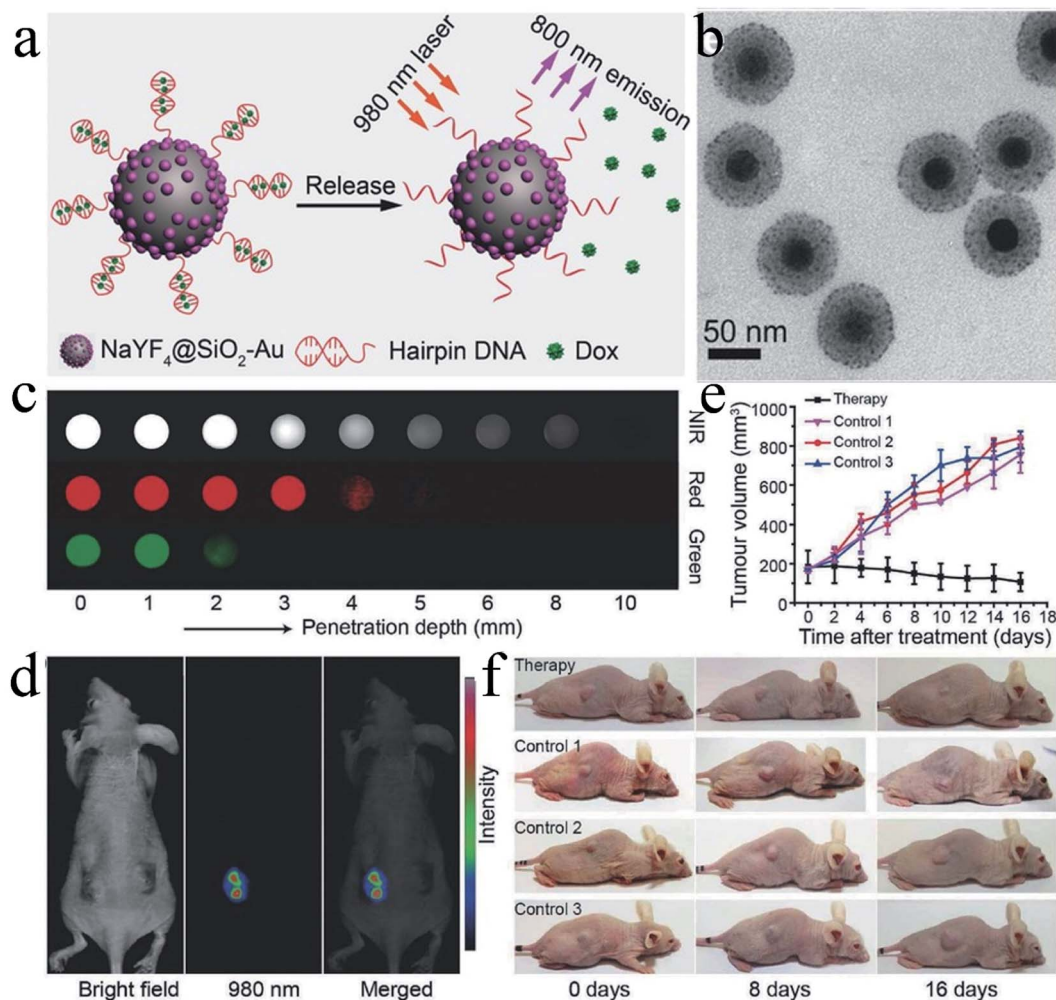 a
980 nm laser
800 nm emission
Release
NaYF₄@SiO₂-Au
Hairpin DNA
Dox
b
50 nm
c
NIR
Red
Green
0 1 2 3 4 5 6 8 10
Penetration depth (mm)
e
Therapy
Control 1
Control 2
Control 3
Tumour volume (mm³)
1000
800
600
400
200
0
0 2 4 6 8 10 12 14 16 18
Time after treatment (days)
d
Intensity
Bright field
980 nm
Merged
f
Therapy
Control 1
Control 2
Control 3
0 days
8 days
16 days